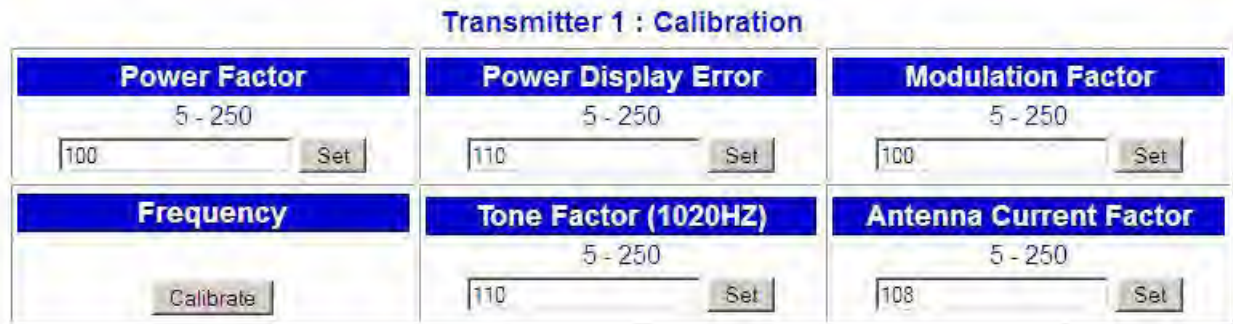 Transmitter 1 : Calibration
Power Factor
Power Display Error
Modulation Factor
5 - 250
5 - 250
5 - 250
100 Set
110 Set
100 Set
Frequency
Tone Factor (1020HZ)
Antenna Current Factor
5 - 250
5 - 250
Calibrate
110 Set
108 Set